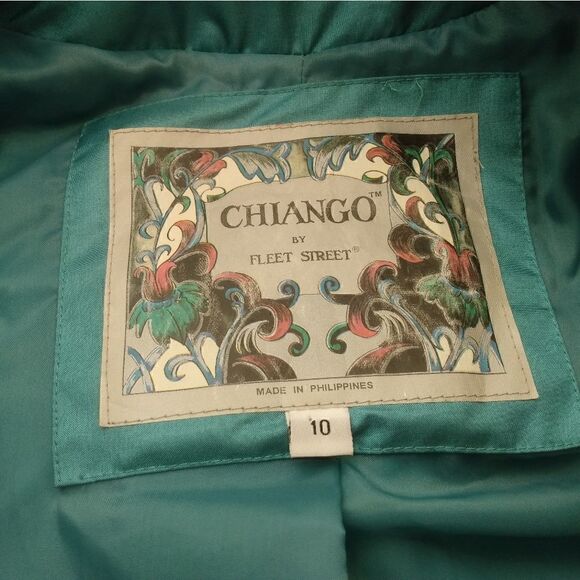 CHIANGO™
BY
FLEET STREET®
MADE IN PHILIPPINES
10